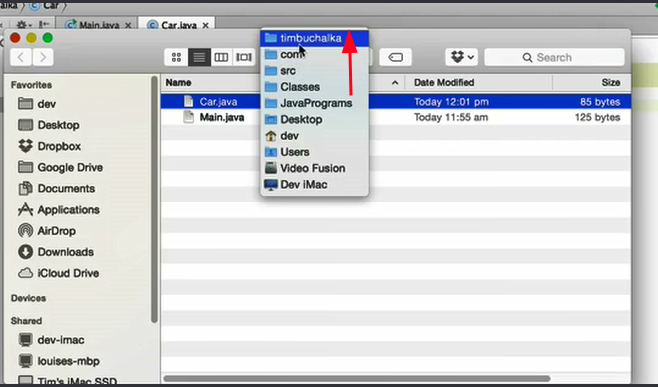 alka
Car
Main.java
Car.java
timbuchalka
com
src
Classes
JavaPrograms
Desktop
dev
Users
Video Fusion
Dev iMac
Search
Favorites
dev
Desktop
Dropbox
Google Drive
Documents
Applications
AirDrop
Downloads
iCloud Drive
Devices
Shared
dev-imac
louises-mbp
Tim's iMac SSD
Name Date Modified Size
Car.java Today 12:01 pm 85 bytes
Main.java Today 11:55 am 125 bytes